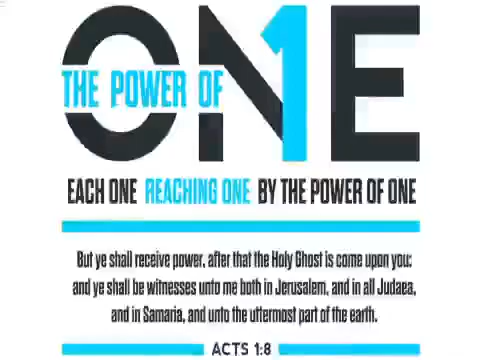 THE POWER OF
ONE
EACH ONE REACHING ONE BY THE POWER OF ONE
But ye shall receive power, after that the Holy Ghost is come upon you:
and ye shall be witnesses unto me both in Jerusalem, and in all Judaea,
and in Samaria, and unto the uttermost part of the earth.
ACTS 1:8